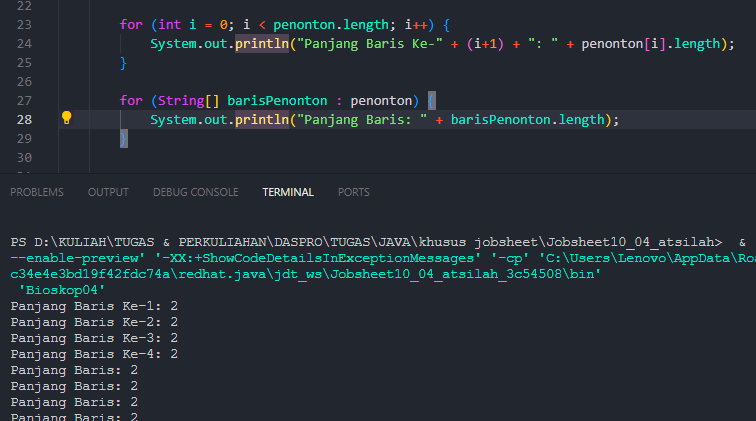 22
23 for (int i = 0; i < penonton.length; i++) {
24 System.out.println("Panjang Baris Ke-" + (i+1) + ": " + penonton[i].length);
25 }
26
27 for (String[] barisPenonton : penonton) {
28 System.out.println("Panjang Baris: " + barisPenonton.length);
29 }
30
PROBLEMS OUTPUT DEBUG CONSOLE TERMINAL PORTS
PS D:\KULIAH\TUGAS & PERKULIAHAN\DASPRO\TUGAS\JAVA\khusus jobsheet\Jobsheet10_04_atsilah> &
--enable-preview' '-XX:+ShowCodeDetailsInExceptionMessages' '-cp' 'C:\Users\Lenovo\AppData\Roa
c34e4e3bd19f42fdc74a\redhat.java\jdt_ws\Jobsheet10_04_atsilah_3c54508\bin'
'Bioskop04'
Panjang Baris Ke-1: 2
Panjang Baris Ke-2: 2
Panjang Baris Ke-3: 2
Panjang Baris Ke-4: 2
Panjang Baris: 2
Panjang Baris: 2
Panjang Baris: 2
Panjang Baris: 2